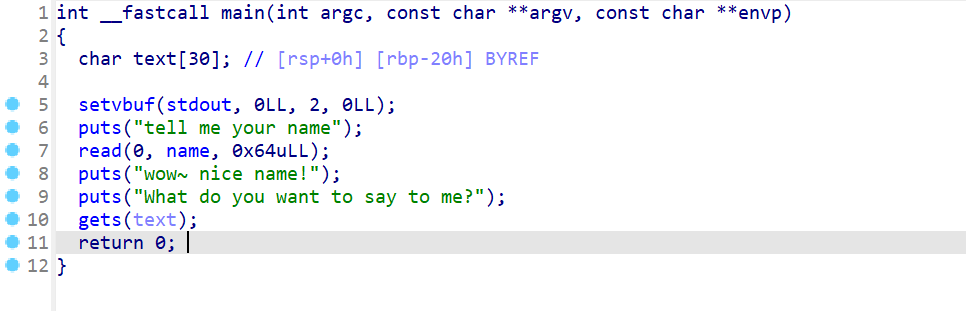 1 int __fastcall main(int argc, const char **argv, const char **envp)
2 {
3   char text[30]; // [rsp+0h] [rbp-20h] BYREF
4
5   setvbuf(stdout, 0LL, 2, 0LL);
6   puts("tell me your name");
7   read(0, name, 0x64uLL);
8   puts("wow~ nice name!");
9   puts("What do you want to say to me?");
10   gets(text);
11   return 0;
12 }